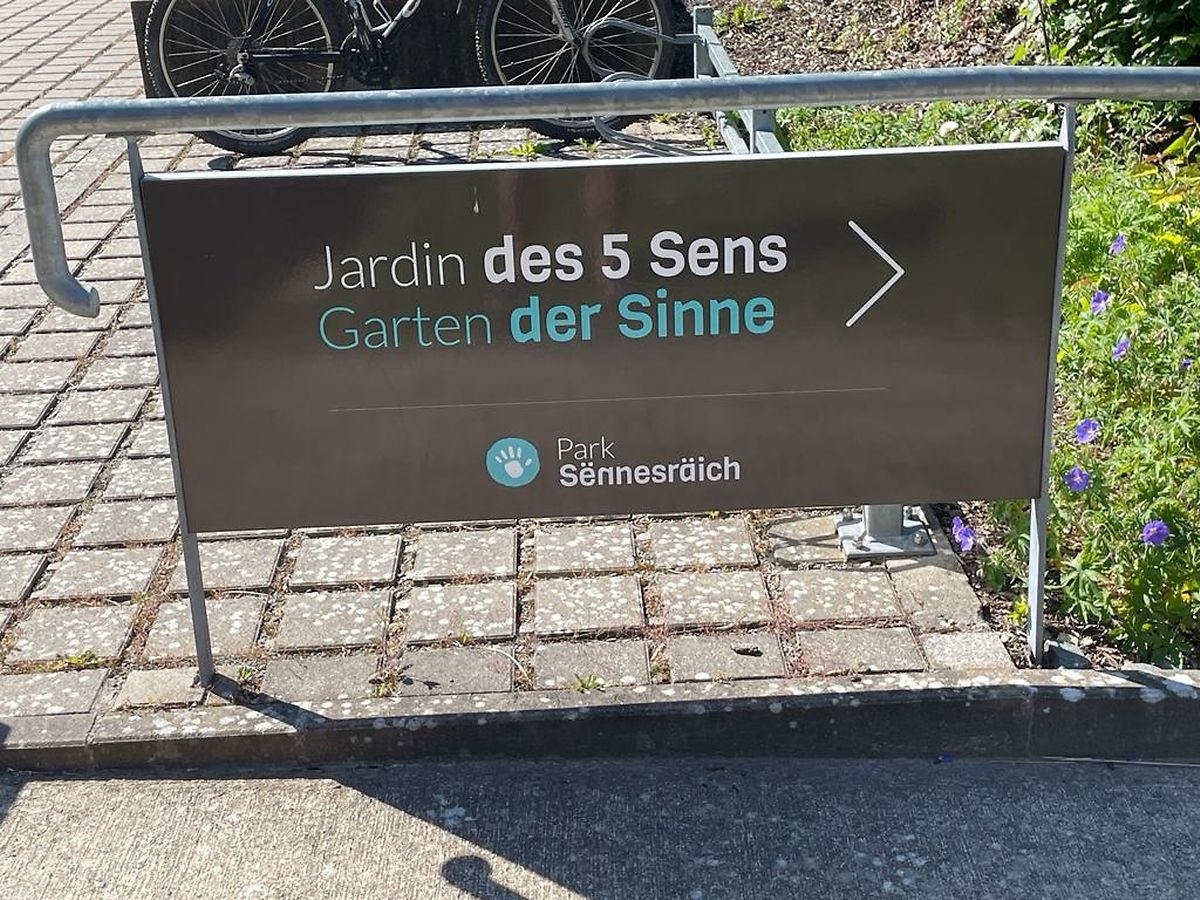 Jardin des 5 Sens
Garten der Sinne
Park
Sënnesräich